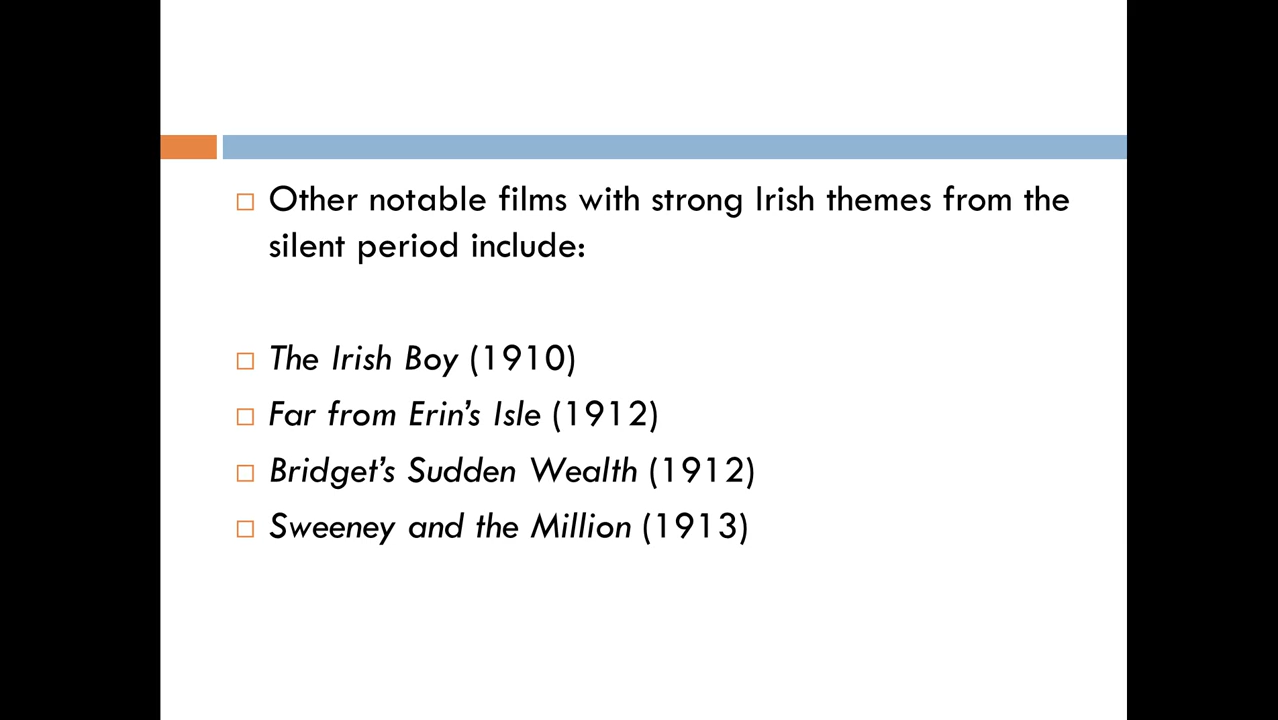 Other notable films with strong Irish themes from the
silent period include:
The Irish Boy (1910)
Far from Erin’s Isle (1912)
Bridget’s Sudden Wealth (1912)
Sweeney and the Million (1913)